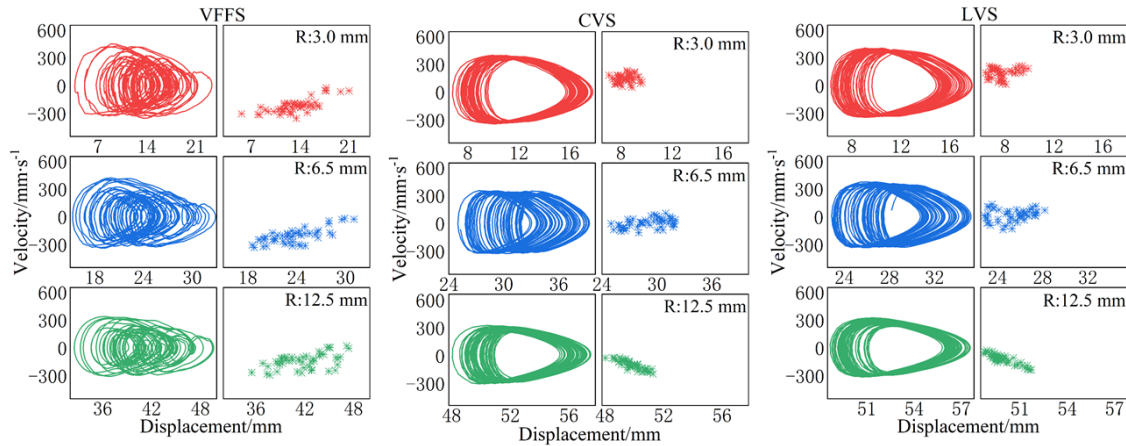 VFFS
600
300
0
−300
R:3.0 mm
7 14 21 7 14 21
600
300
0
−300
R:6.5 mm
18 24 30 18 24 30
600
300
0
−300
R:12.5 mm
36 42 48 36 42 48
Velocity/mm·s⁻¹
Displacement/mm
CVS
600
300
0
−300
R:3.0 mm
8 12 16 8 12 16
600
300
0
−300
R:6.5 mm
24 28 32 36 24 28 32 36
600
300
0
−300
R:12.5 mm
48 52 56 48 52 56
Velocity/mm·s⁻¹
Displacement/mm
LVS
600
300
0
−300
R:3.0 mm
8 12 16 8 12 16
600
300
0
−300
R:6.5 mm
24 28 32 24 28 32
600
300
0
−300
R:12.5 mm
51 54 57 51 54 57
Velocity/mm·s⁻¹
Displacement/mm